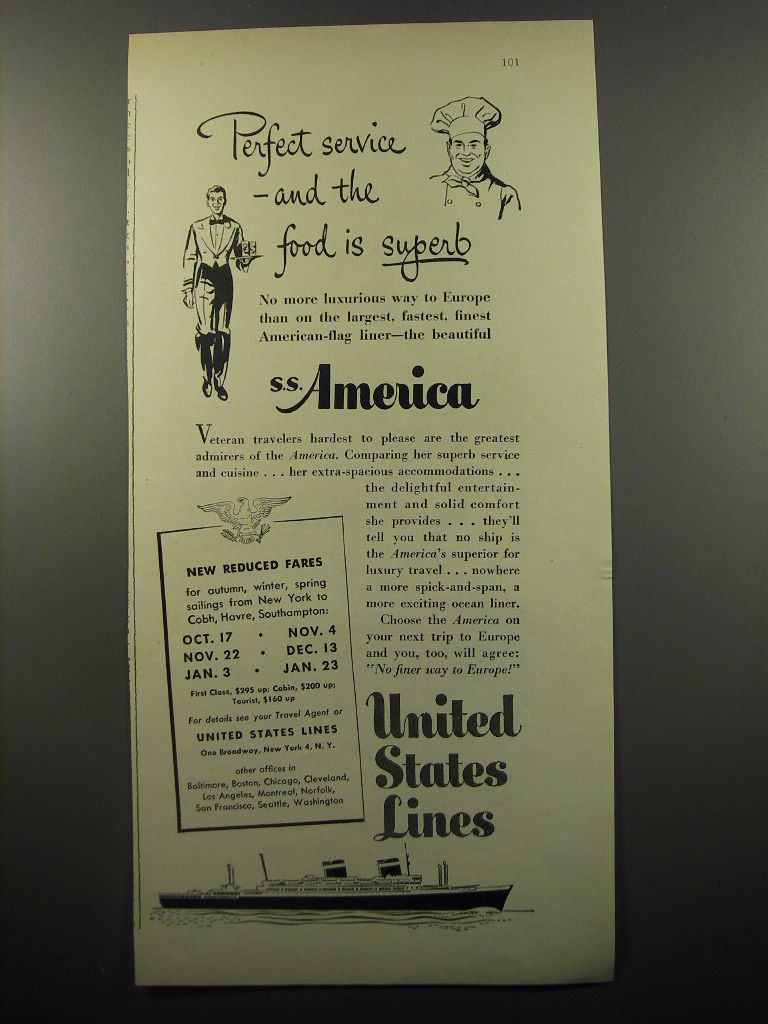 101
Perfect service
– and the
food is superb
No more luxurious way to Europe
than on the largest, fastest, finest
American-flag liner—the beautiful
s.s. America
Veteran travelers hardest to please are the greatest
admirers of the America. Comparing her superb service
and cuisine . . . her extra-spacious accommodations . . .
the delightful entertain-
ment and solid comfort
she provides . . . they'll
tell you that no ship is
the America's superior for
luxury travel . . . nowhere
a more spick-and-span, a
more exciting ocean liner.
Choose the America on
your next trip to Europe
and you, too, will agree:
"No finer way to Europe!"
NEW REDUCED FARES
for autumn, winter, spring
sailings from New York to
Cobh, Havre, Southampton:
OCT. 17 • NOV. 4
NOV. 22 • DEC. 13
JAN. 3 • JAN. 23
First Class, $295 up; Cabin, $200 up;
Tourist, $160 up
For details see your Travel Agent or
UNITED STATES LINES
One Broadway, New York 4, N. Y.
other offices in
Baltimore, Boston, Chicago, Cleveland,
Los Angeles, Montreal, Norfolk,
San Francisco, Seattle, Washington
United
States
Lines